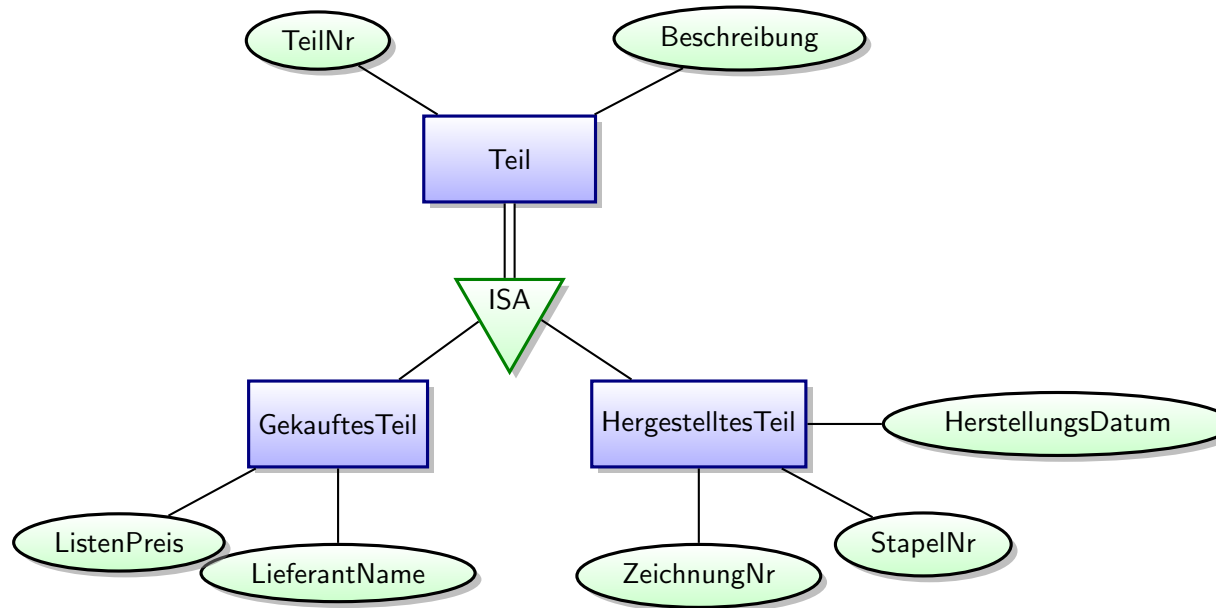 TeilNr
Beschreibung
Teil
ISA
GekauftesTeil
HergestelltesTeil
HerstellungsDatum
ListenPreis
LieferantName
ZeichnungNr
StapelNr